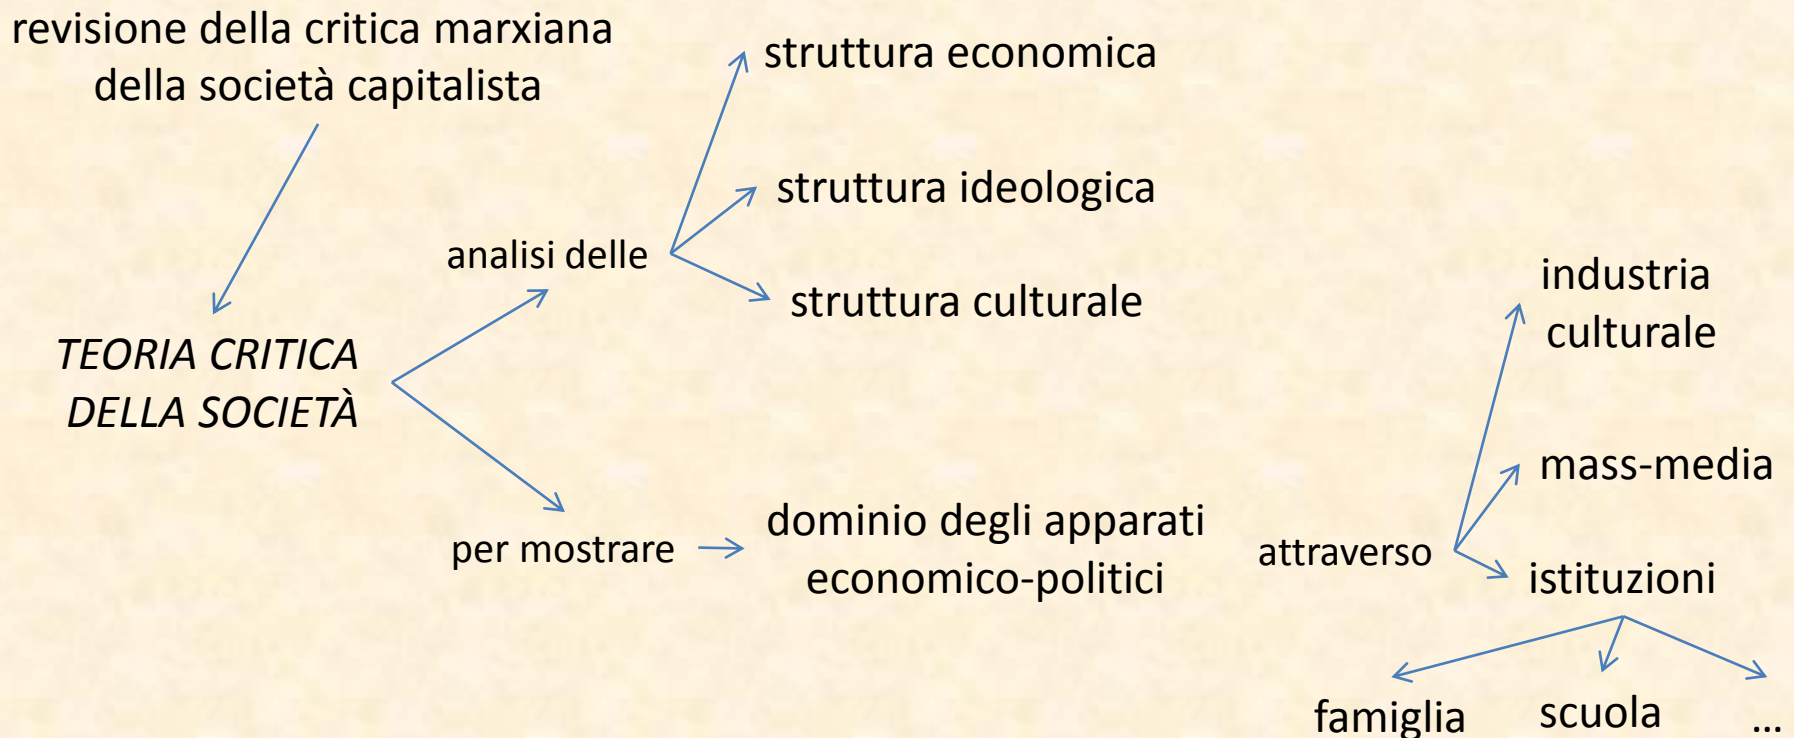 revisione della critica marxiana
della società capitalista
struttura economica
struttura ideologica
analisi delle
struttura culturale
TEORIA CRITICA
DELLA SOCIETÀ
per mostrare
dominio degli apparati
economico-politici
attraverso
industria
culturale
mass-media
istituzioni
famiglia
scuola
...